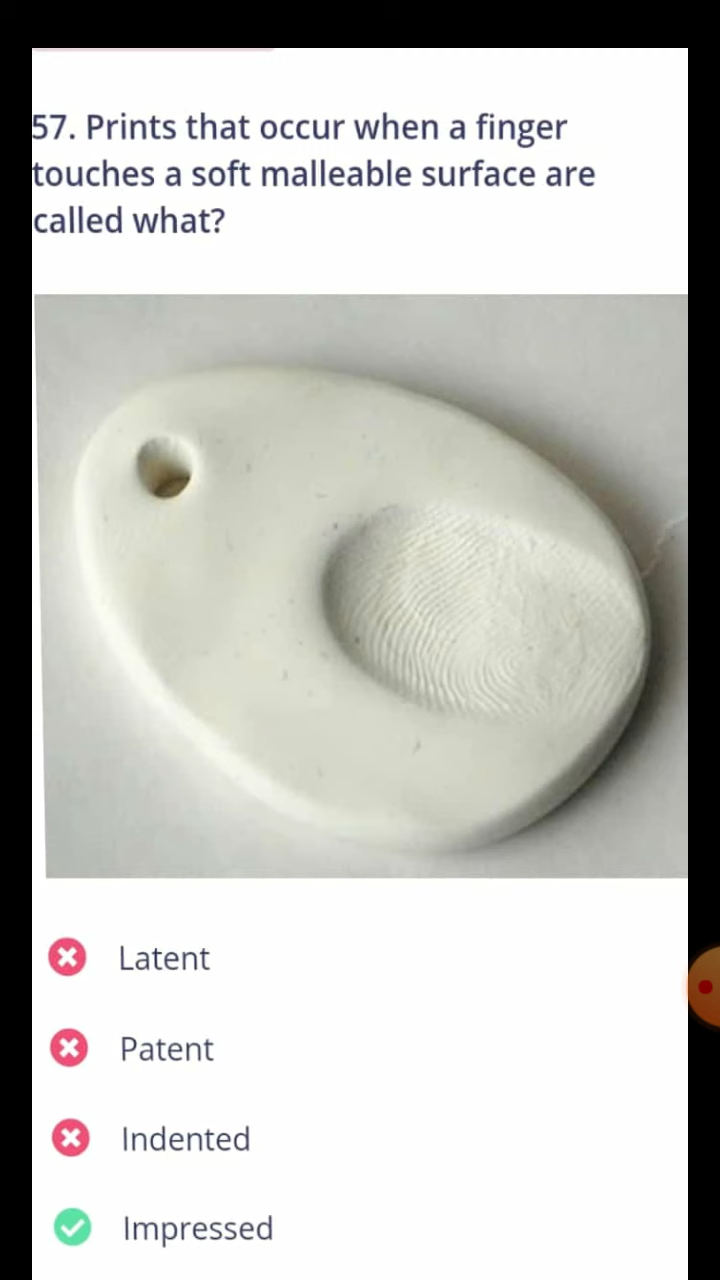 57. Prints that occur when a finger
touches a soft malleable surface are
called what?
Latent
Patent
Indented
Impressed